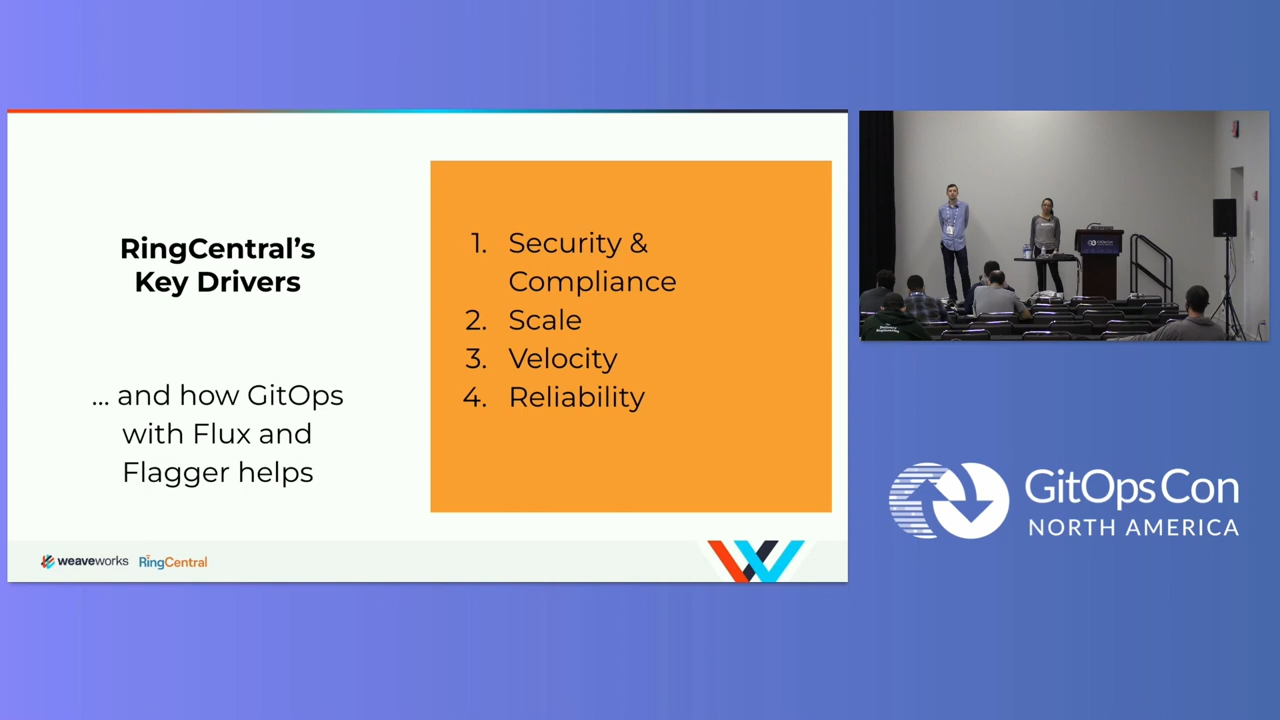 RingCentral's
Key Drivers
... and how GitOps
with Flux and
Flagger helps
1. Security &
Compliance
2. Scale
3. Velocity
4. Reliability
weaveworks
RingCentral
GitOpsCon
NORTH AMERICA